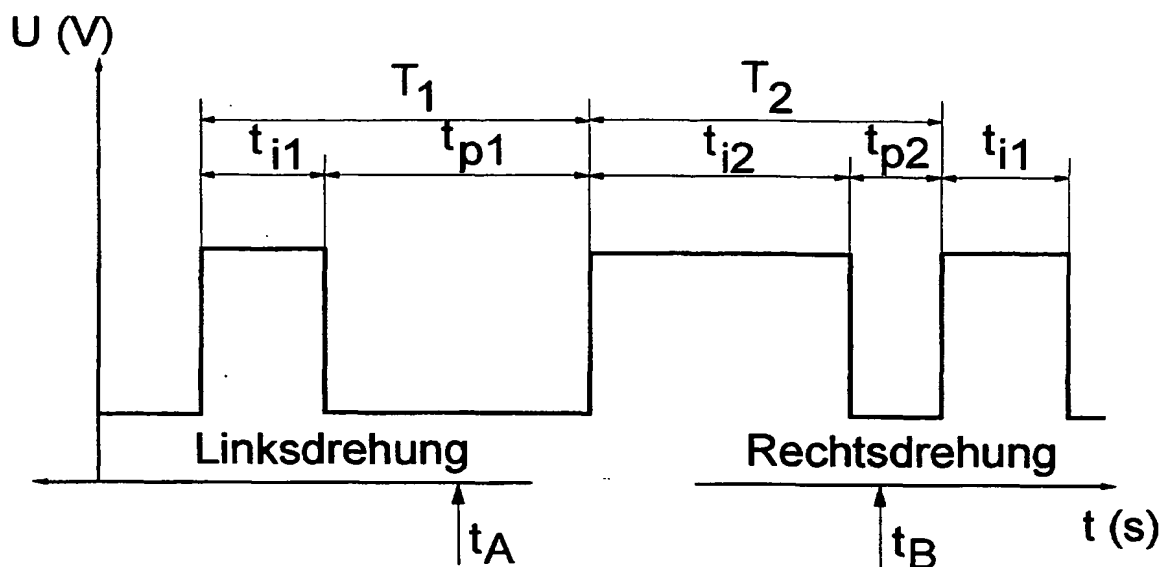 U (V)
T1 T2
ti1 tp1 ti2 tp2 ti1
Linksdrehung Rechtsdrehung
t (s)
tA tB